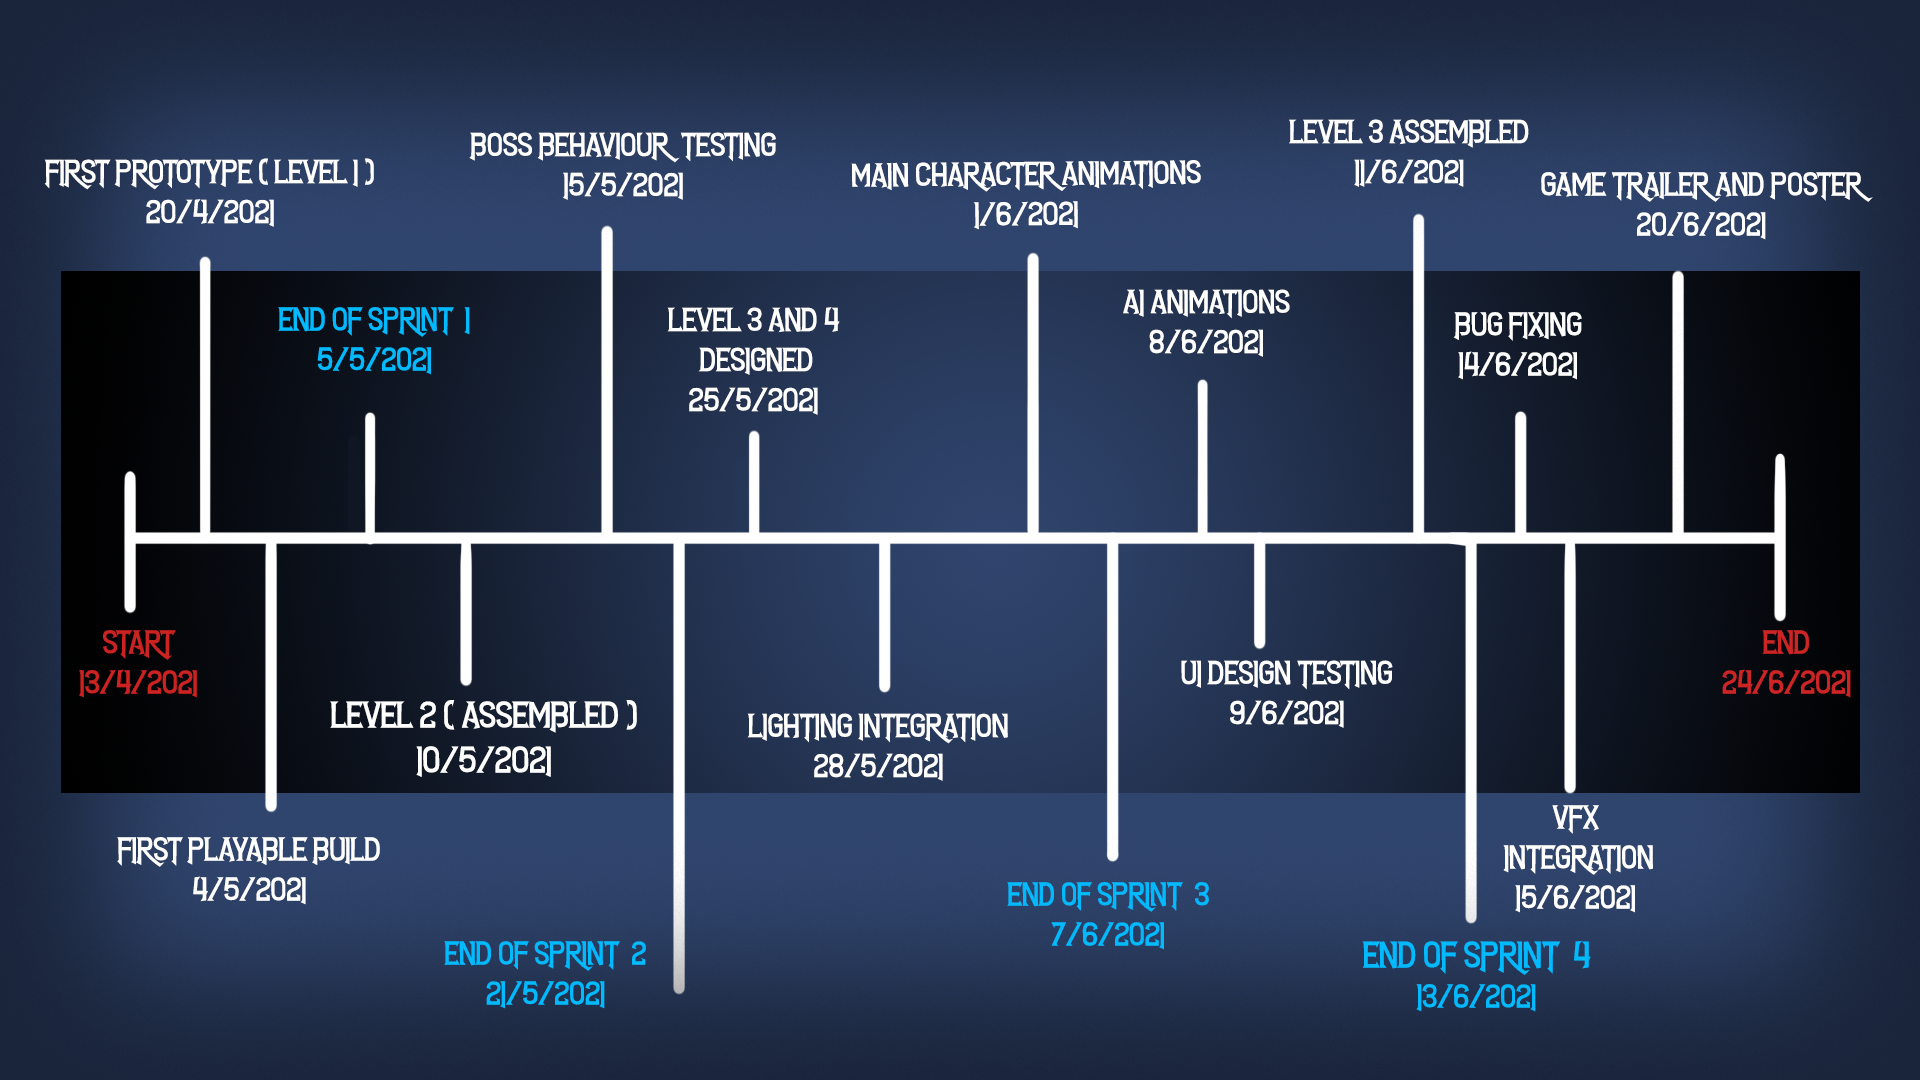 FIRST PROTOTYPE ( LEVEL 1 )
20/4/2021
BOSS BEHAVIOUR TESTING
15/5/2021
MAIN CHARACTER ANIMATIONS
1/6/2021
LEVEL 3 ASSEMBLED
11/6/2021
GAME TRAILER AND POSTER
20/6/2021
END OF SPRINT 1
5/5/2021
LEVEL 3 AND 4
DESIGNED
25/5/2021
AI ANIMATIONS
8/6/2021
BUG FIXING
14/6/2021
START
13/4/2021
LEVEL 2 ( ASSEMBLED )
10/5/2021
LIGHTING INTEGRATION
28/5/2021
UI DESIGN TESTING
9/6/2021
END
24/6/2021
FIRST PLAYABLE BUILD
4/5/2021
END OF SPRINT 2
21/5/2021
END OF SPRINT 3
7/6/2021
END OF SPRINT 4
13/6/2021
VFX
INTEGRATION
15/6/2021